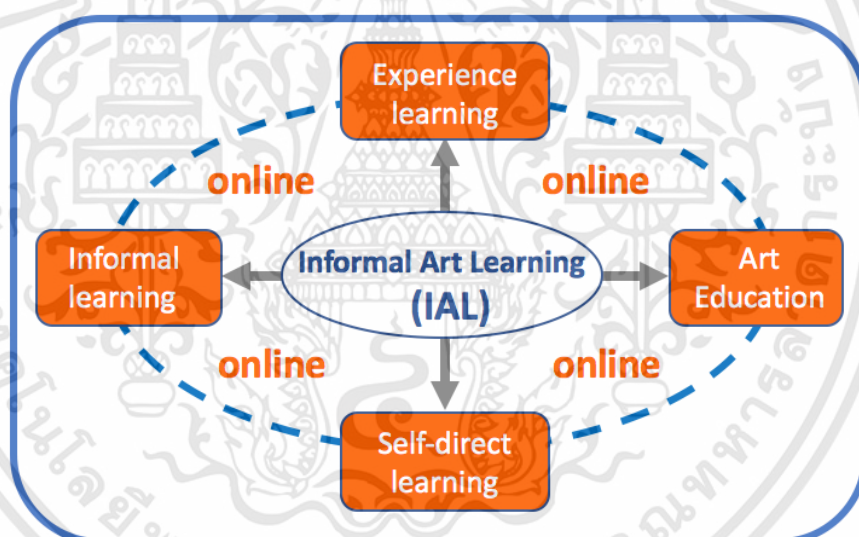 Experience
learning
online
online
Informal
learning
Informal Art Learning
(IAL)
Art
Education
online
online
Self-direct
learning